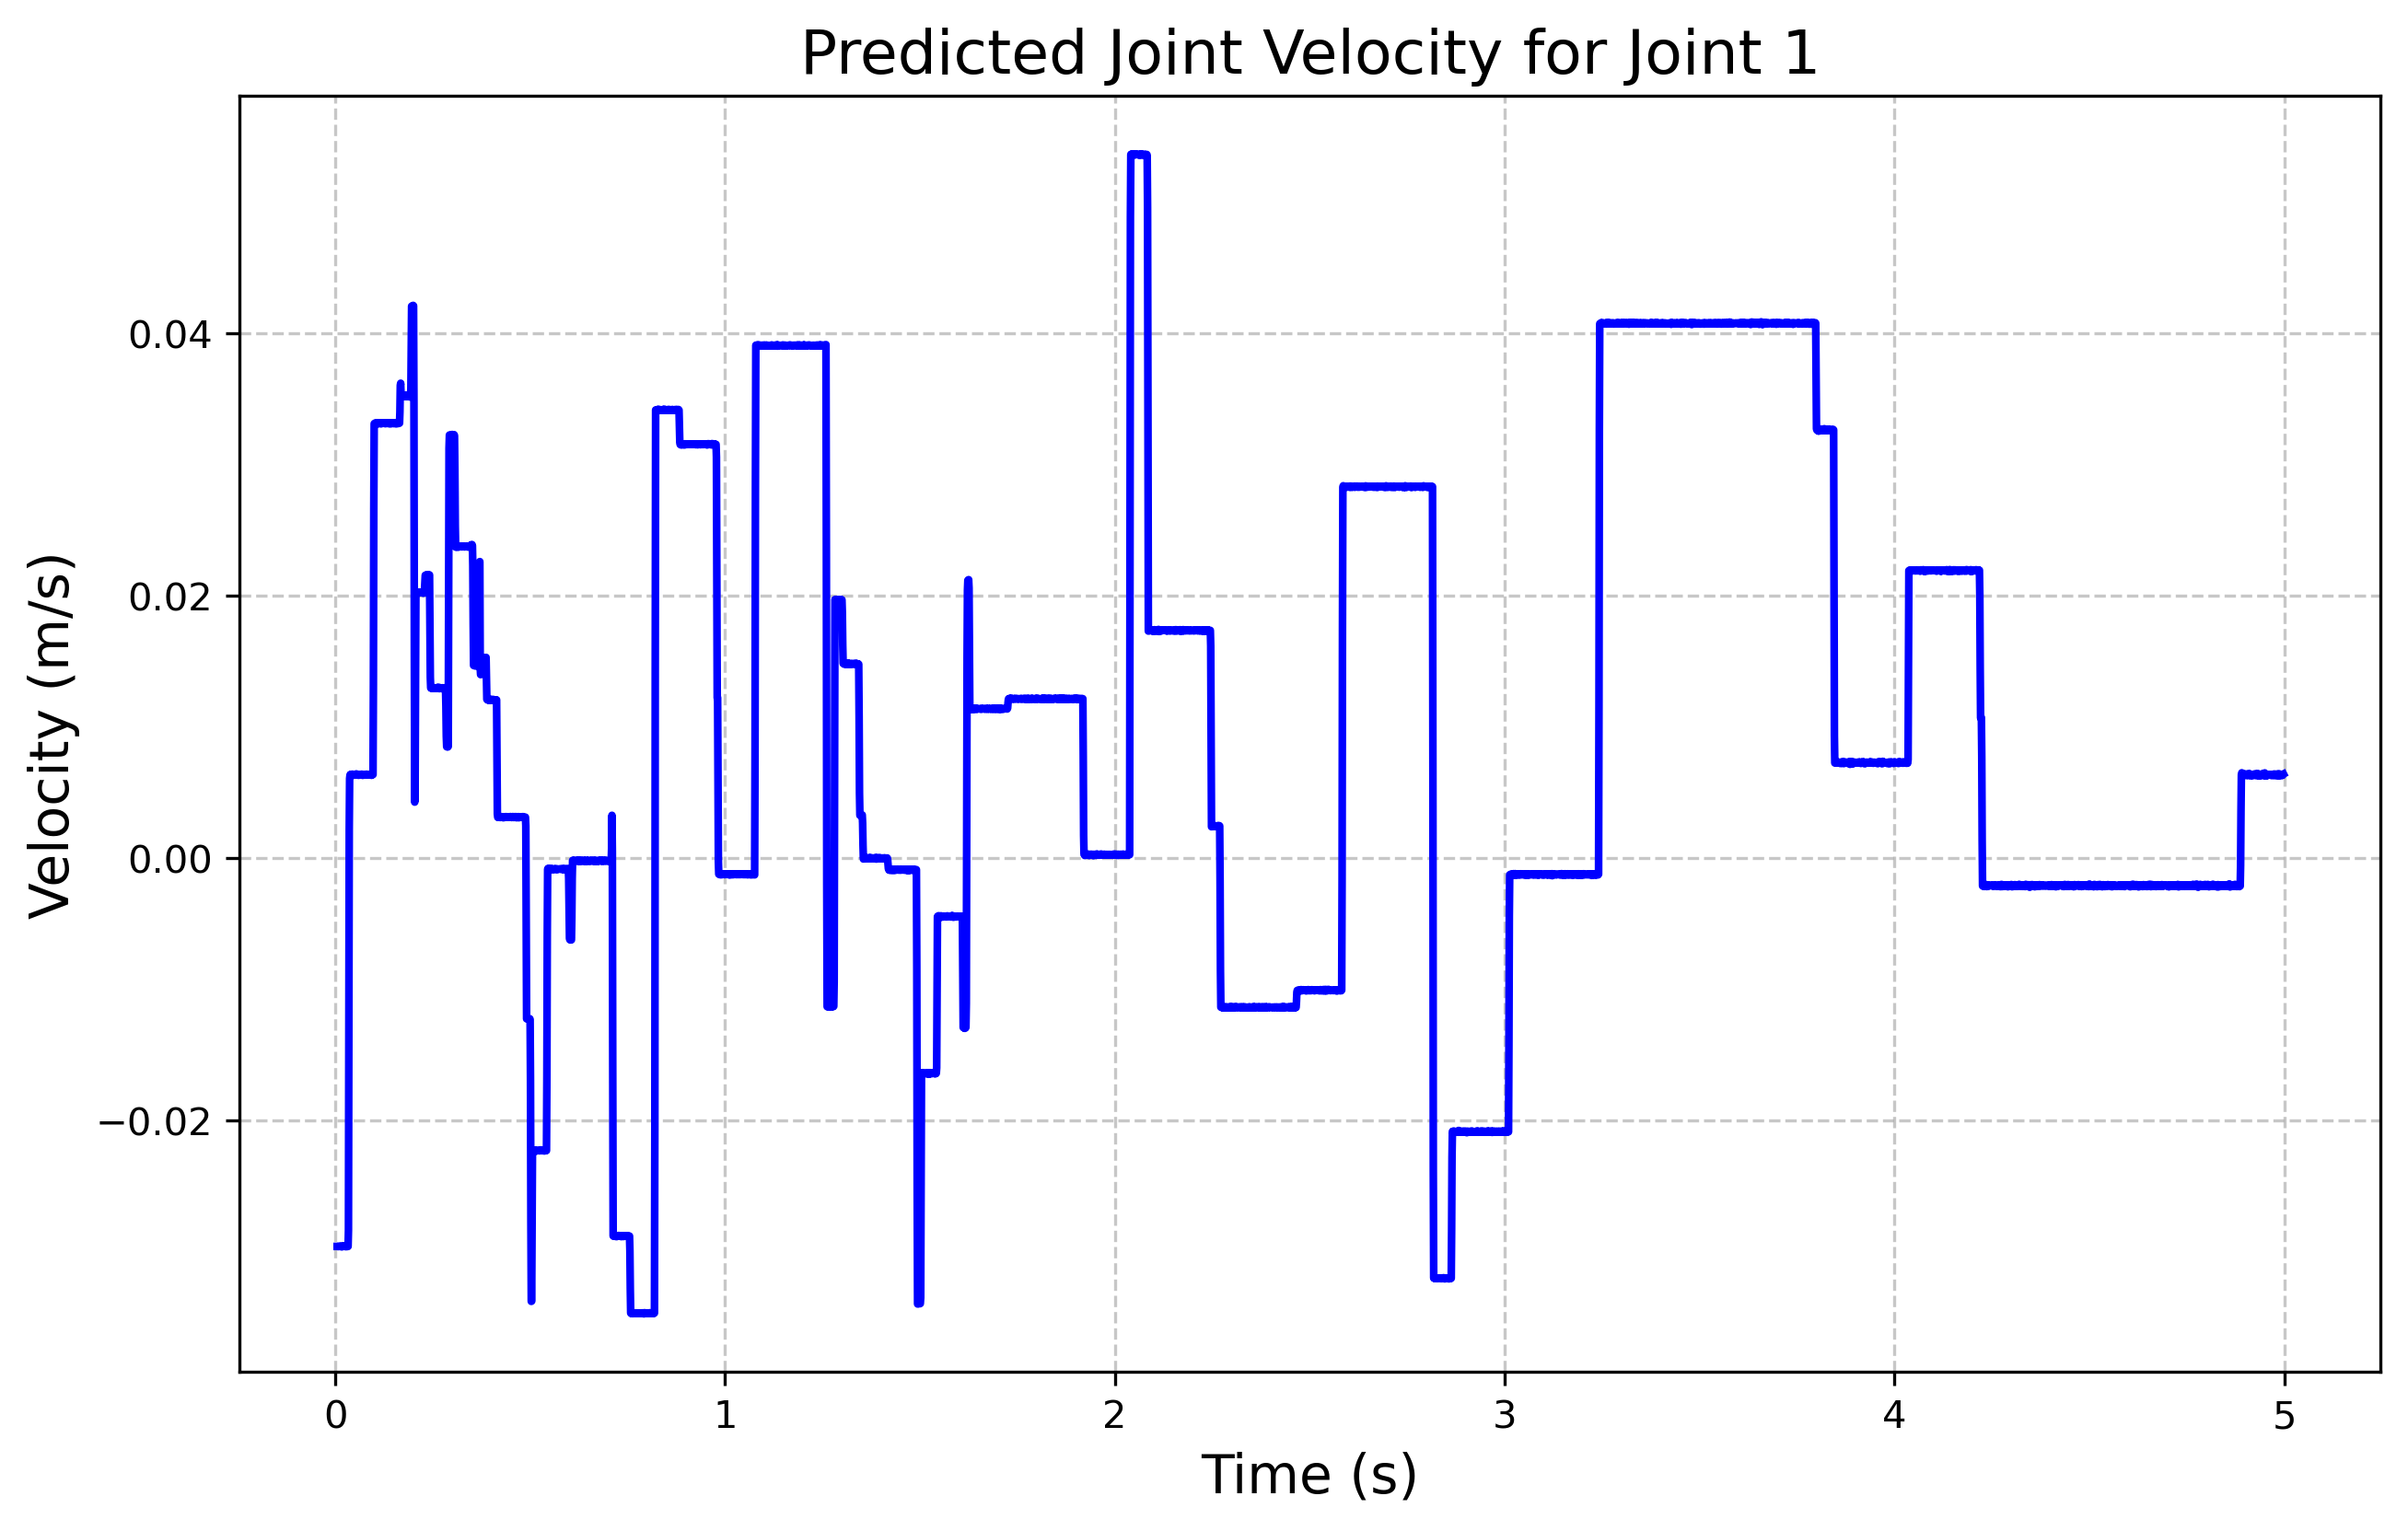 Predicted Joint Velocity for Joint 1
Velocity (m/s)
0.04
0.02
0.00
−0.02
0 1 2 3 4 5
Time (s)